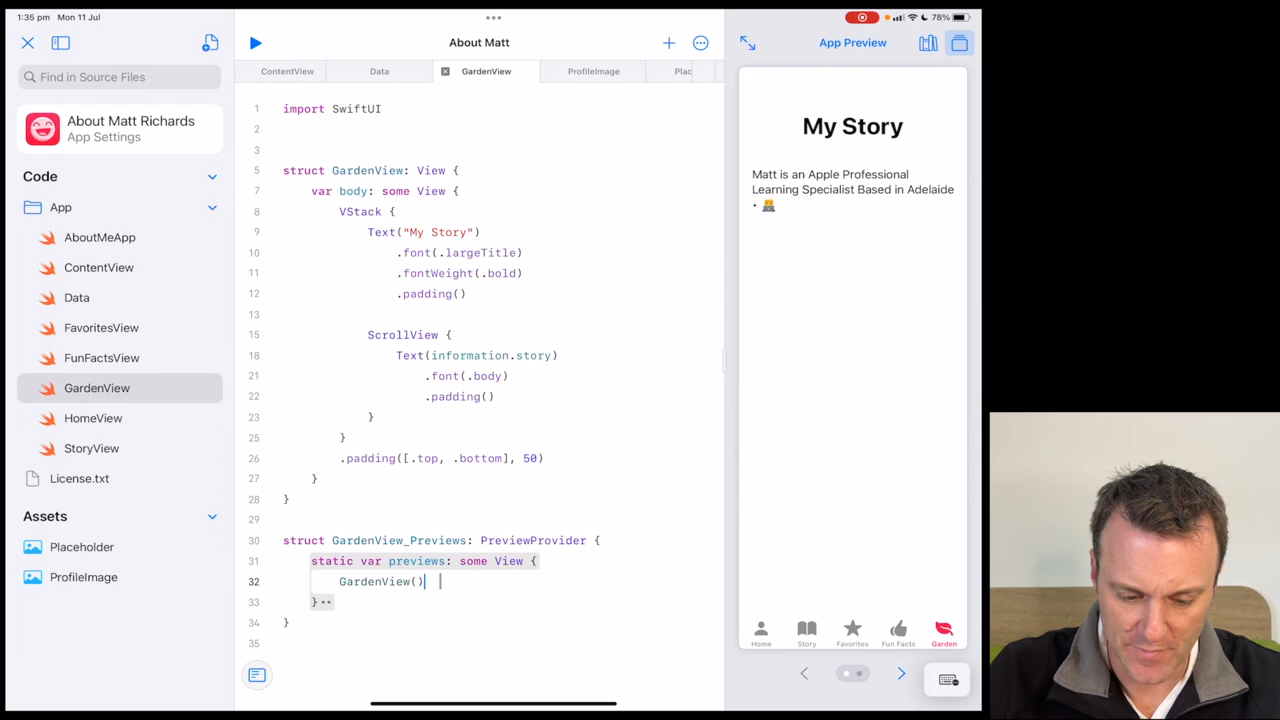 1:35 pm Mon 11 Jul
78%
About Matt
App Preview
Find in Source Files
ContentView
Data
GardenView
ProfileImage
Plac
About Matt Richards
App Settings
Code
App
AboutMeApp
ContentView
Data
FavoritesView
FunFactsView
GardenView
HomeView
StoryView
License.txt
Assets
Placeholder
ProfileImage
1 import SwiftUI
2
3
5 struct GardenView: View {
7 var body: some View {
8 VStack {
9 Text("My Story")
10 .font(.largeTitle)
11 .fontWeight(.bold)
12 .padding()
13
15 ScrollView {
18 Text(information.story)
21 .font(.body)
22 .padding()
23 }
25 }
26 .padding([.top, .bottom], 50)
27 }
28 }
29
30 struct GardenView_Previews: PreviewProvider {
31 static var previews: some View {
32 GardenView()
33 }
34 }
35
My Story
Matt is an Apple Professional
Learning Specialist Based in Adelaide
Home
Story
Favorites
Fun Facts
Garden